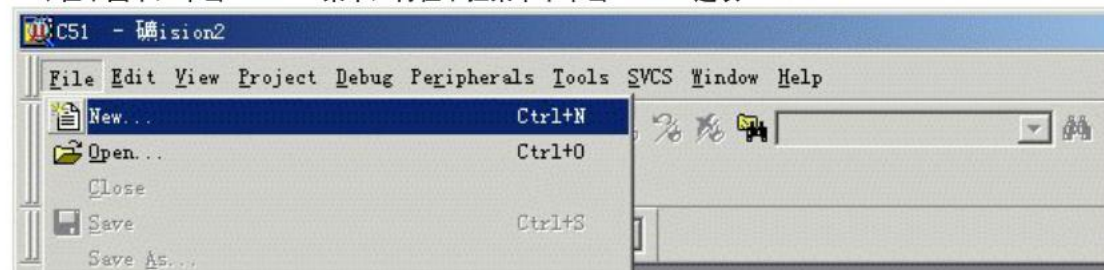 C51 - 礦ision2
File Edit View Project Debug Peripherals Tools SVCS Window Help
New... Ctrl+N
Open... Ctrl+O
Close
Save Ctrl+S
Save As...